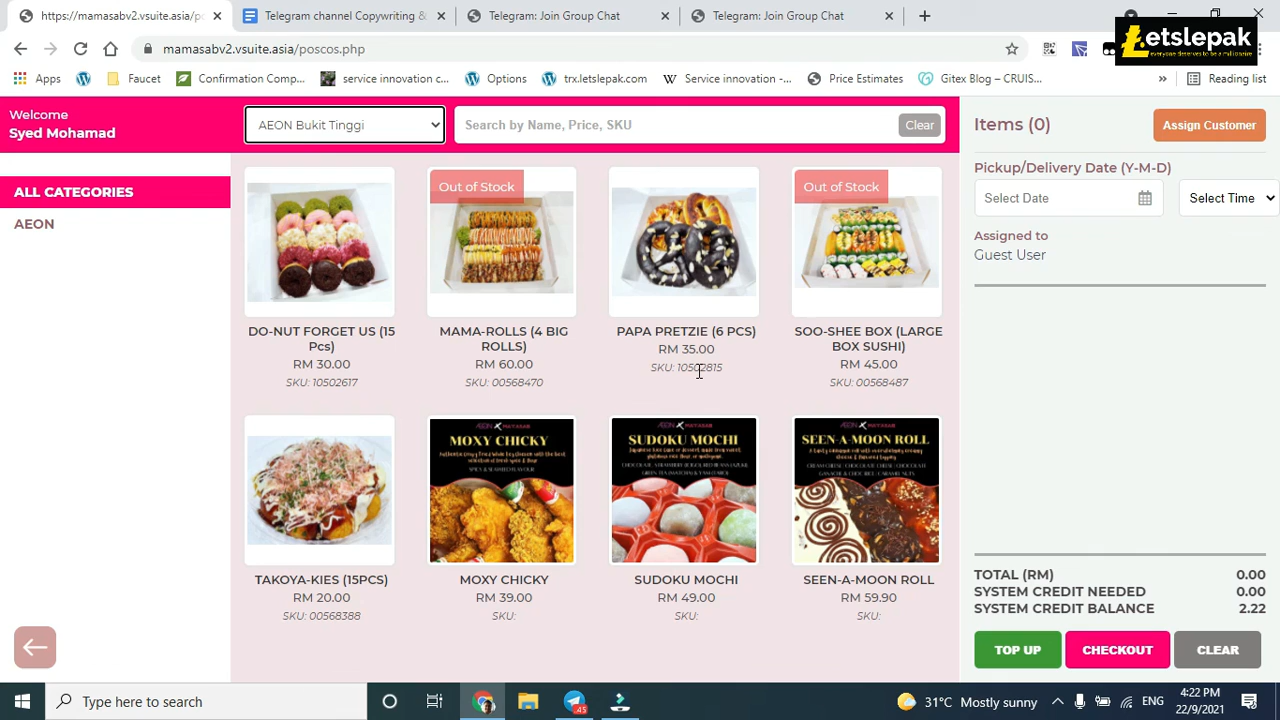 https://mamasabv2.vsuite.asia/p
Telegram channel Copywriting &
Telegram: Join Group Chat
Telegram: Join Group Chat
mamasabv2.vsuite.asia/poscos.php
Letslepak
everyone deserves to be a millionaire
Apps
Faucet
Confirmation Comp...
service innovation c...
Options
trx.letslepak.com
Service innovation -...
Price Estimates
Gitex Blog – CRUIS...
Reading list
Welcome
Syed Mohamad
AEON Bukit Tinggi
Search by Name, Price, SKU
Clear
Items (0)
Assign Customer
ALL CATEGORIES
AEON
Pickup/Delivery Date (Y-M-D)
Select Date
Select Time
Assigned to
Guest User
DO-NUT FORGET US (15
Pcs)
RM 30.00
SKU: 10502617
Out of Stock
MAMA-ROLLS (4 BIG
ROLLS)
RM 60.00
SKU: 00568470
PAPA PRETZIE (6 PCS)
RM 35.00
SKU: 10502815
Out of Stock
SOO-SHEE BOX (LARGE
BOX SUSHI)
RM 45.00
SKU: 00568487
TAKOYA-KIES (15PCS)
RM 20.00
SKU: 00568388
MOXY CHICKY
MOXY CHICKY
RM 39.00
SKU:
SUDOKU MOCHI
SUDOKU MOCHI
RM 49.00
SKU:
SEEN-A-MOON ROLL
SEEN-A-MOON ROLL
RM 59.90
SKU:
TOTAL (RM) 0.00
SYSTEM CREDIT NEEDED 0.00
SYSTEM CREDIT BALANCE 2.22
TOP UP
CHECKOUT
CLEAR
Type here to search
45
31°C Mostly sunny
ENG
4:22 PM
22/9/2021